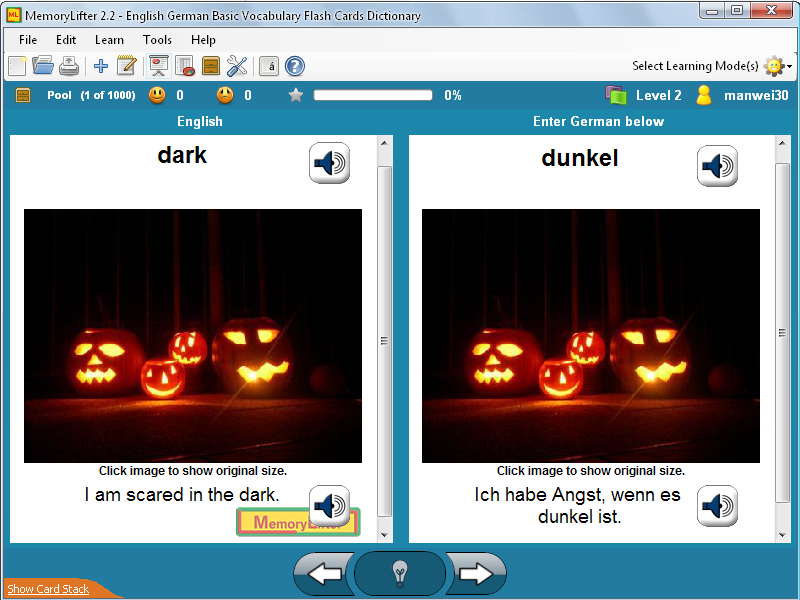 MemoryLifter 2.2 - English German Basic Vocabulary Flash Cards Dictionary
File Edit Learn Tools Help
á ? Select Learning Mode(s)
Pool (1 of 1000) 0 0 0% Level 2 manwei30
English
Enter German below
dark
dunkel
Click image to show original size.
Click image to show original size.
I am scared in the dark.
Ich habe Angst, wenn es
dunkel ist.
MemoryLifter
Show Card Stack